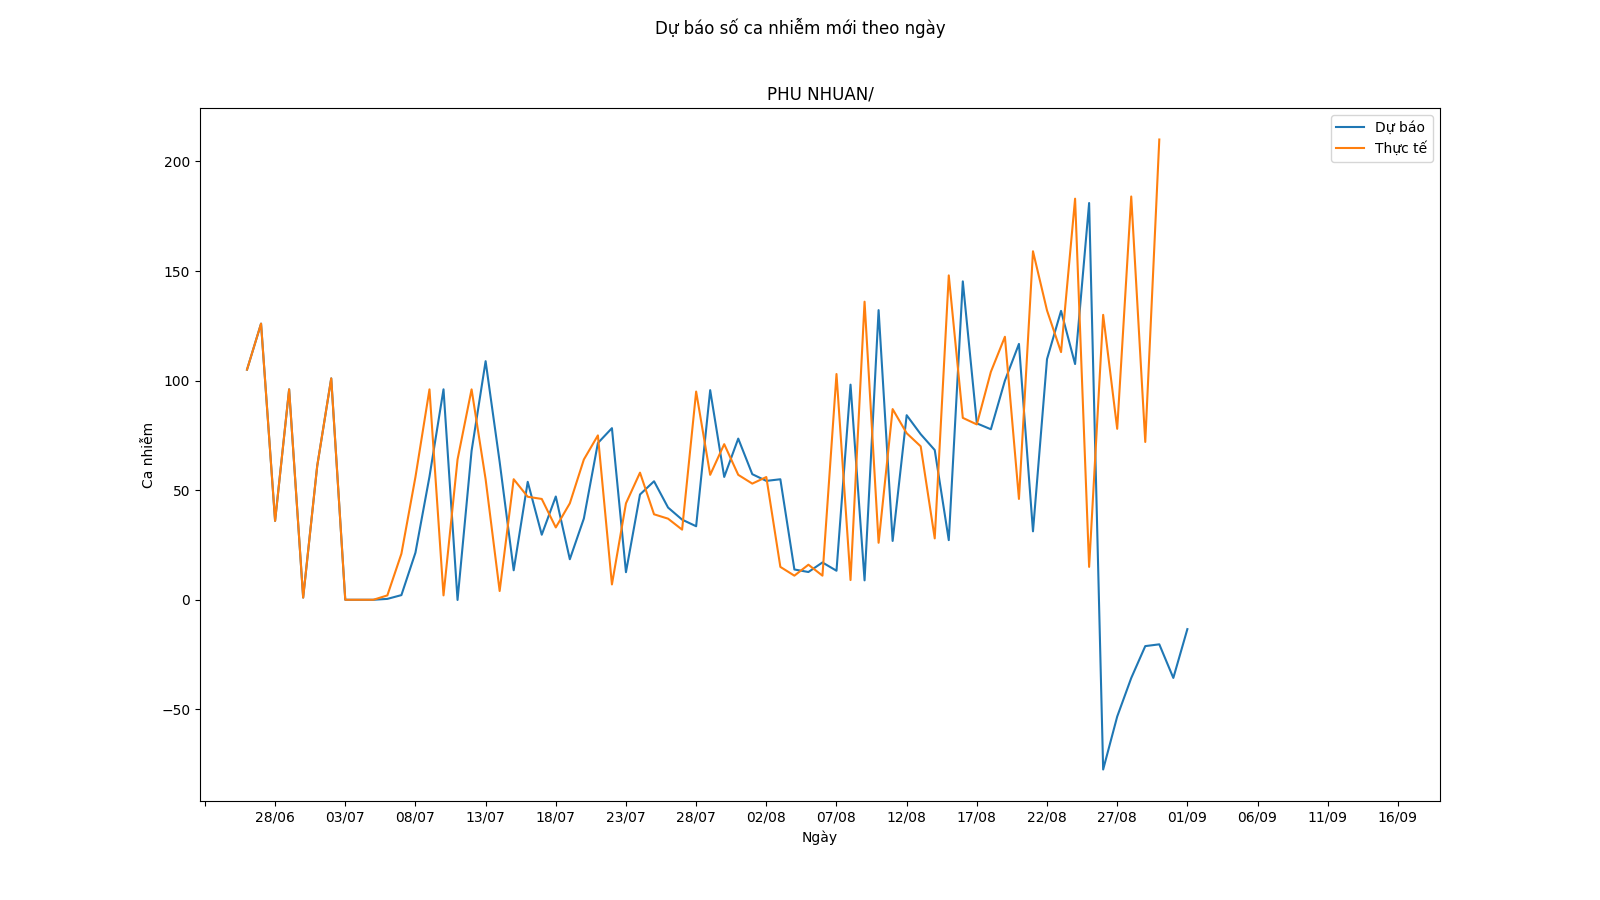 Dự báo số ca nhiễm mới theo ngày
PHU NHUAN/
Dự báo
Thực tế
200
150
100
50
0
−50
Ca nhiễm
28/06 03/07 08/07 13/07 18/07 23/07 28/07 02/08 07/08 12/08 17/08 22/08 27/08 01/09 06/09 11/09 16/09
Ngày